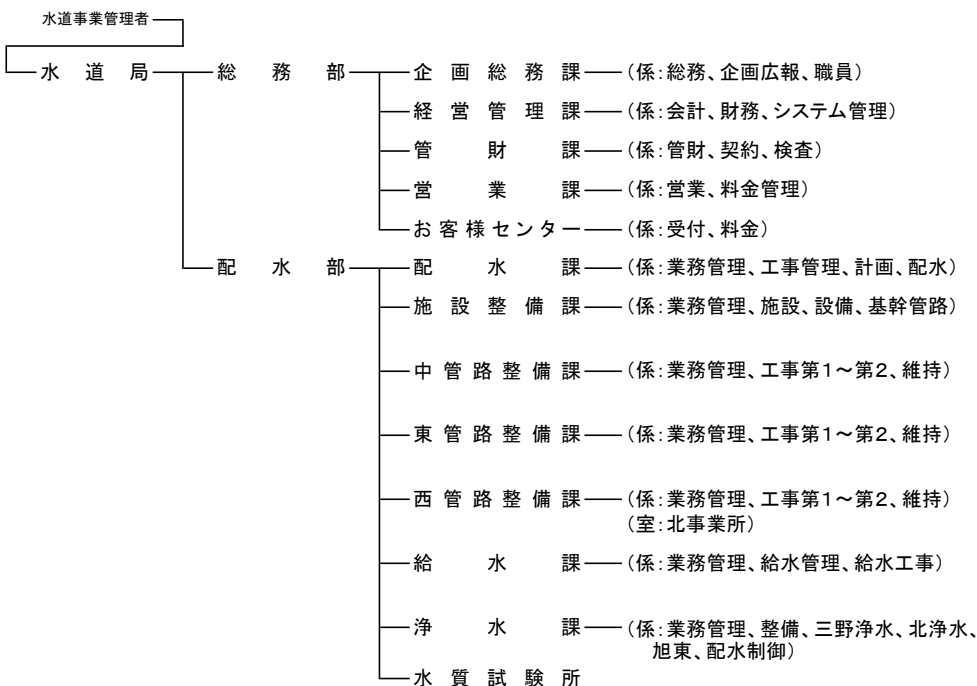 水道事業管理者
水道局 総務部 企画総務課 (係:総務、企画広報、職員)
経営管理課 (係:会計、財務、システム管理)
管財課 (係:管財、契約、検査)
営業課 (係:営業、料金管理)
お客様センター (係:受付、料金)
配水部 配水課 (係:業務管理、工事管理、計画、配水)
施設整備課 (係:業務管理、施設、設備、基幹管路)
中管路整備課 (係:業務管理、工事第1～第2、維持)
東管路整備課 (係:業務管理、工事第1～第2、維持)
西管路整備課 (係:業務管理、工事第1～第2、維持)
(室:北事業所)
給水課 (係:業務管理、給水管理、給水工事)
浄水課 (係:業務管理、整備、三野浄水、北浄水、
旭東、配水制御)
水質試験所